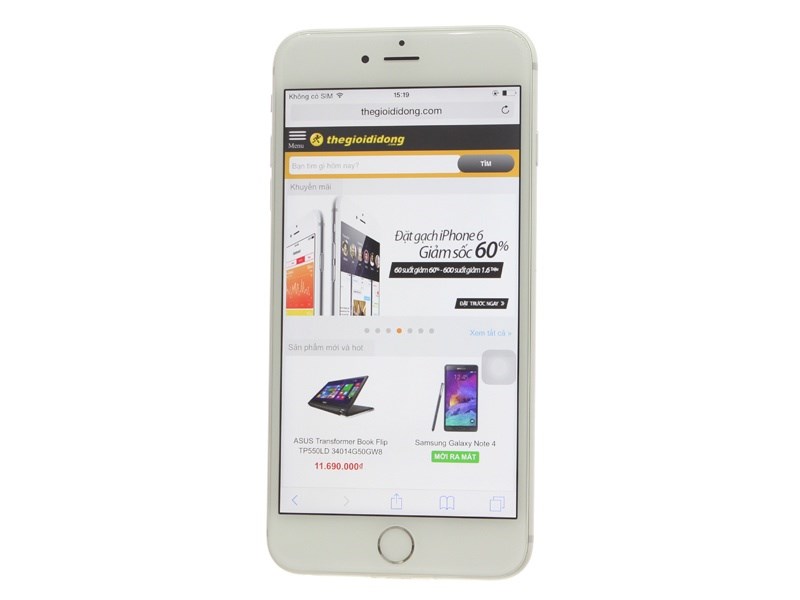 Không có SIM 15:19
thegioididong.com
Menu thegioididong.com
Bạn tìm gì hôm nay? TÌM
Khuyến mãi
Đặt gạch iPhone 6
Giảm sốc 60%
60 suất giảm 60% - 600 suất giảm 1.6 Triệu
ĐẶT TRƯỚC NGAY
Xem tất cả »
Sản phẩm mới và hot
ASUS Transformer Book Flip
TP550LD 34014G50GW8
11.690.000₫
Samsung Galaxy Note 4
MỚI RA MẮT